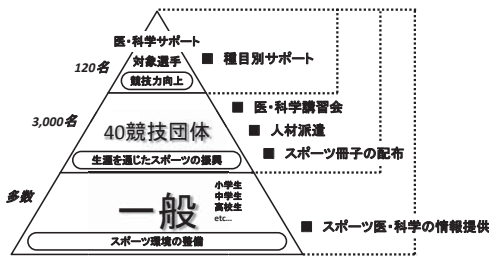 医・科学サポート
対象選手
120名
競技力向上
■ 種目別サポート
3,000名
40競技団体
生涯を通じたスポーツの振興
■ 医・科学講習会
■ 人材派遣
■ スポーツ冊子の配布
多数
一般
小学生
中学生
高校生
etc...
スポーツ環境の整備
■ スポーツ医・科学の情報提供